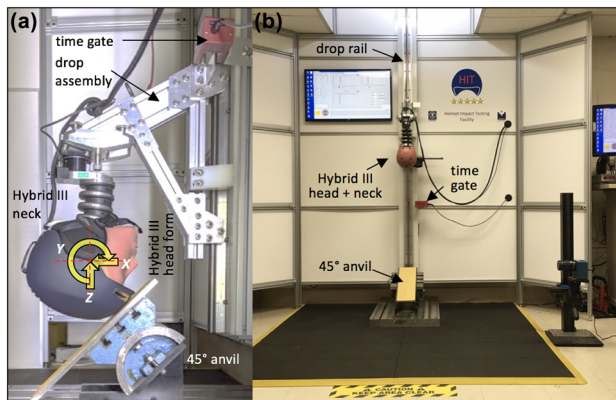 (a)
time gate
drop
assembly
Hybrid III
neck
Hybrid III
head form
Y
X
Z
45° anvil
(b)
drop rail
HIT
Helmet Impact Testing
Facility
Hybrid III
head + neck
time
gate
45° anvil
CAUTION
KEEP AREA CLEAR